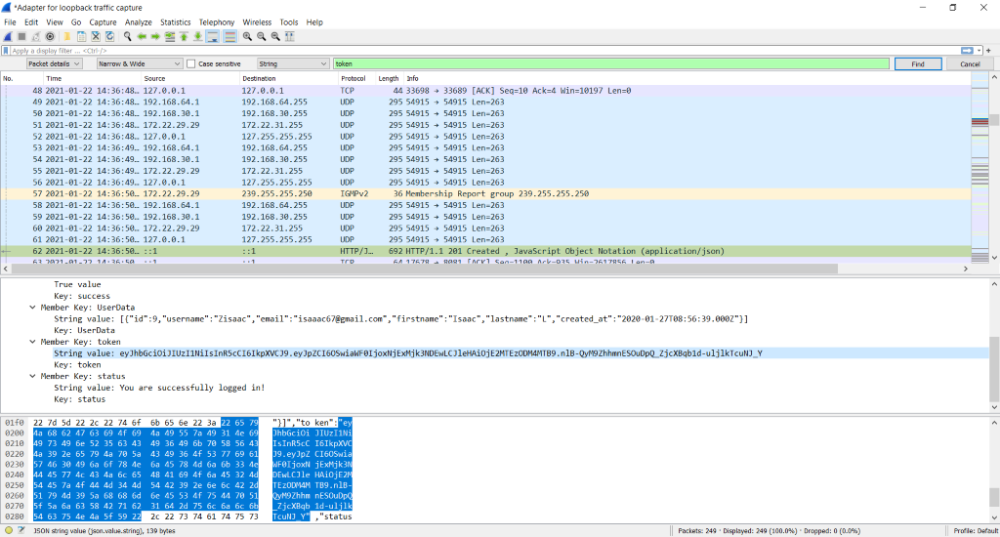 *Adapter for loopback traffic capture
File Edit View Go Capture Analyze Statistics Telephony Wireless Tools Help
Apply a display filter ... <Ctrl-/>
Packet details Narrow & Wide Case sensitive String token Find Cancel
No. Time Source Destination Protocol Length Info
48 2021-01-22 14:36:48… 127.0.0.1 127.0.0.1 TCP 44 33698 → 33689 [ACK] Seq=10 Ack=4 Win=10197 Len=0
49 2021-01-22 14:36:48… 192.168.64.1 192.168.64.255 UDP 295 54915 → 54915 Len=263
50 2021-01-22 14:36:48… 192.168.30.1 192.168.30.255 UDP 295 54915 → 54915 Len=263
51 2021-01-22 14:36:48… 172.22.29.29 172.22.31.255 UDP 295 54915 → 54915 Len=263
52 2021-01-22 14:36:48… 127.0.0.1 127.255.255.255 UDP 295 54915 → 54915 Len=263
53 2021-01-22 14:36:49… 192.168.64.1 192.168.64.255 UDP 295 54915 → 54915 Len=263
54 2021-01-22 14:36:49… 192.168.30.1 192.168.30.255 UDP 295 54915 → 54915 Len=263
55 2021-01-22 14:36:49… 172.22.29.29 172.22.31.255 UDP 295 54915 → 54915 Len=263
56 2021-01-22 14:36:49… 127.0.0.1 127.255.255.255 UDP 295 54915 → 54915 Len=263
57 2021-01-22 14:36:50… 172.22.29.29 239.255.255.250 IGMPv2 36 Membership Report group 239.255.255.250
58 2021-01-22 14:36:50… 192.168.64.1 192.168.64.255 UDP 295 54915 → 54915 Len=263
59 2021-01-22 14:36:50… 192.168.30.1 192.168.30.255 UDP 295 54915 → 54915 Len=263
60 2021-01-22 14:36:50… 172.22.29.29 172.22.31.255 UDP 295 54915 → 54915 Len=263
61 2021-01-22 14:36:50… 127.0.0.1 127.255.255.255 UDP 295 54915 → 54915 Len=263
62 2021-01-22 14:36:50… ::1 ::1 HTTP/J… 692 HTTP/1.1 201 Created , JavaScript Object Notation (application/json)
63 2021-01-22 14:36:50… ::1 ::1 TCP 64 17678 → 8081 [ACK] Seq=1100 Ack=935 Win=2617856 Len=0
True value
Key: success
Member Key: UserData
String value: [{"id":9,"username":"Zisaac","email":"isaaac67@gmail.com","firstname":"Isaac","lastname":"L","created_at":"2020-01-27T08:56:39.000Z"}]
Key: UserData
Member Key: token
String value: eyJhbGciOiJIUzI1NiIsInR5cCI6IkpXVCJ9.eyJpZCI6OSwiaWF0IjoxNjExMjk3NDEwLCJleHAiOjE2MTEzODM4MTB9.nlB-QyM9ZhhmnESOuDpQ_ZjcXBqb1d-uljlkTcuNJ_Y
Key: token
Member Key: status
String value: You are successfully logged in!
Key: status
01f0 22 7d 5d 22 2c 22 74 6f 6b 65 6e 22 3a 22 65 79 "}]","to ken":"ey
0200 4a 68 62 47 63 69 4f 69 4a 49 55 7a 49 31 4e 69 JhbGciOi JIUzI1Ni
0210 49 73 49 6e 52 35 63 43 49 36 49 6b 70 58 56 43 IsInR5cC I6IkpXVC
0220 4a 39 2e 65 79 4a 70 5a 43 49 36 4f 53 77 69 61 J9.eyJpZ CI6OSwia
0230 57 46 30 49 6a 6f 78 4e 6a 45 78 4d 6a 6b 33 4e WF0IjoxN jExMjk3N
0240 44 45 77 4c 43 4a 6c 65 48 41 69 4f 6a 45 32 4d DEwLCJle HAiOjE2M
0250 54 45 7a 4f 44 4d 34 4d 54 42 39 2e 6e 6c 42 2d TEzODM4M TB9.nlB-
0260 51 79 4d 39 5a 68 68 6d 6e 45 53 4f 75 44 70 51 QyM9Zhhm nESOuDpQ
0270 5f 5a 6a 63 58 42 71 62 31 64 2d 75 6c 6a 6c 6b _ZjcXBqb 1d-uljlk
0280 54 63 75 4e 4a 5f 59 22 2c 22 73 74 61 74 75 73 TcuNJ_Y" ,"status
JSON string value (json.value.string), 139 bytes Packets: 249 · Displayed: 249 (100.0%) · Dropped: 0 (0.0%) Profile: Default